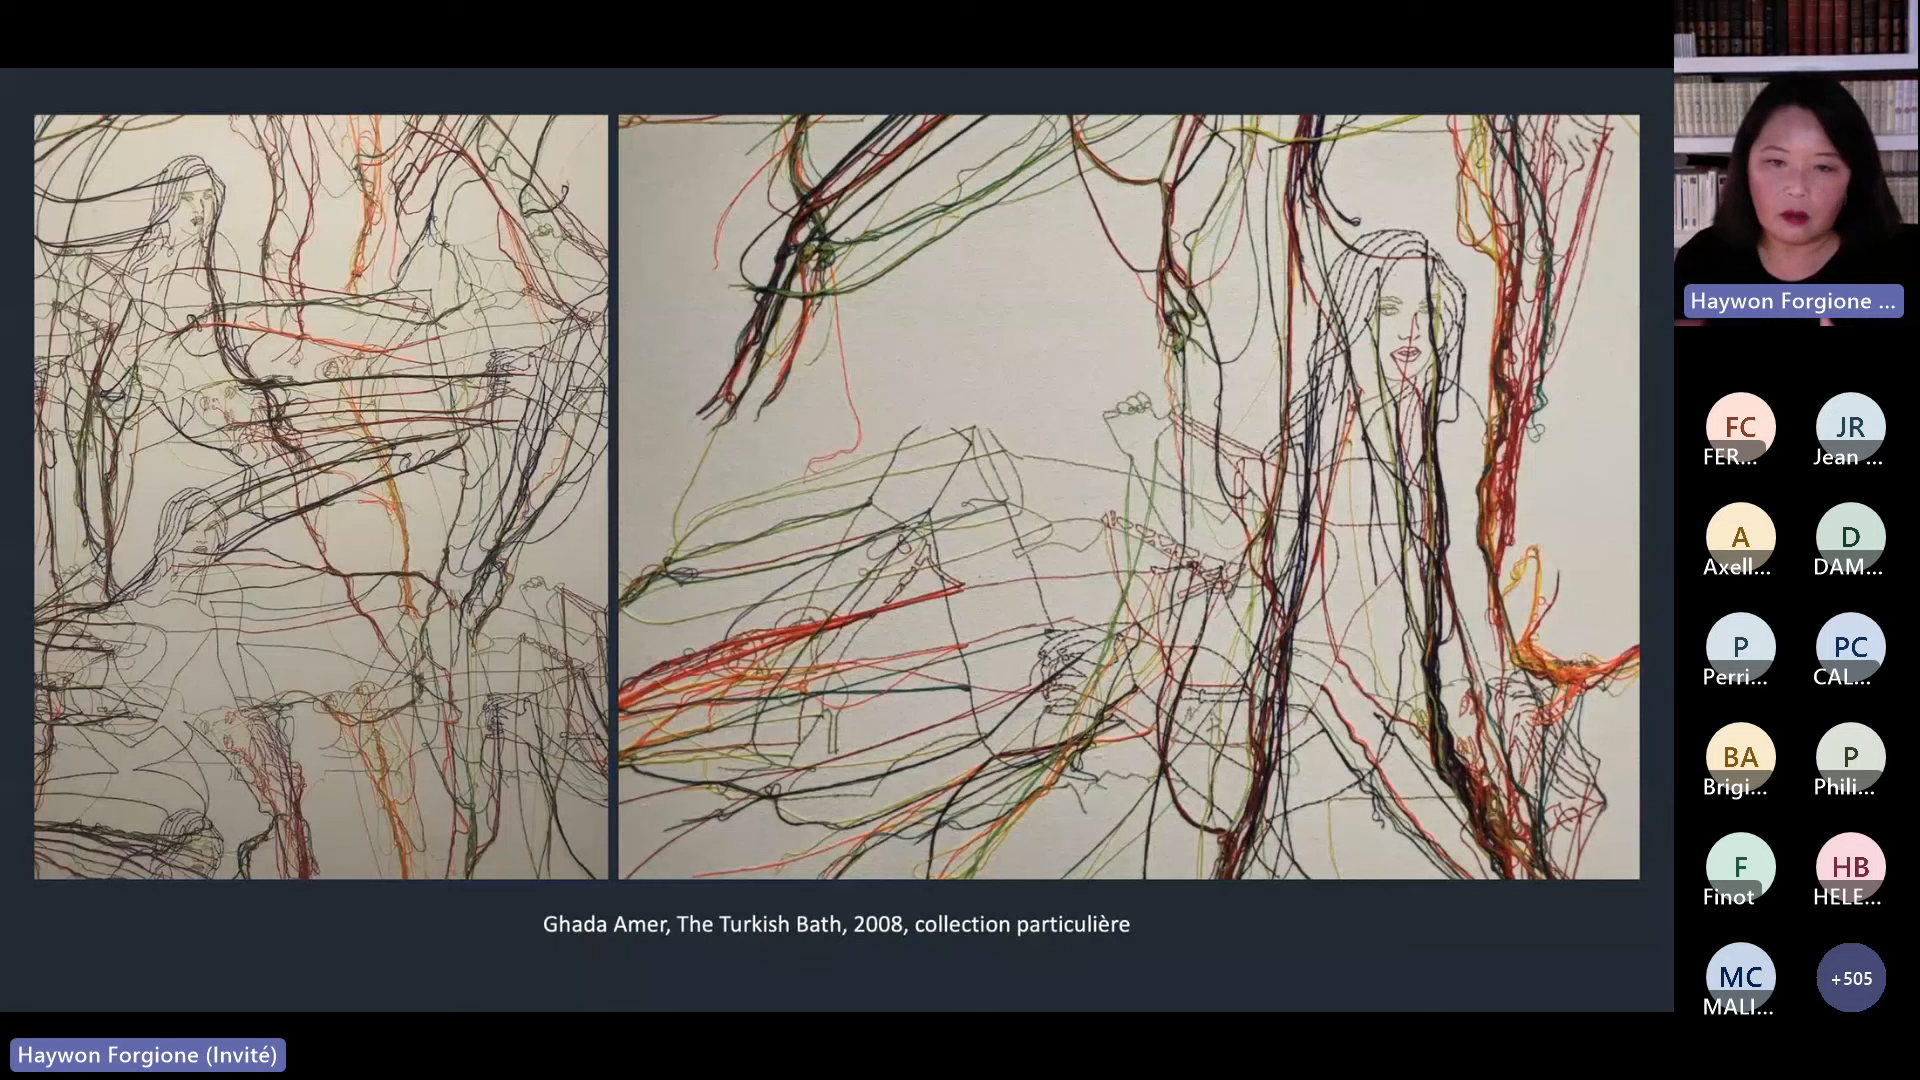 Haywon Forgione ...
FC
FER...
JR
Jean ...
A
Axell...
D
DAM...
P
Perri...
PC
CAL...
BA
Brigi...
P
Phili...
F
Finot
HB
HELE...
MC
MALI...
+505
Ghada Amer, The Turkish Bath, 2008, collection particulière
Haywon Forgione (Invité)